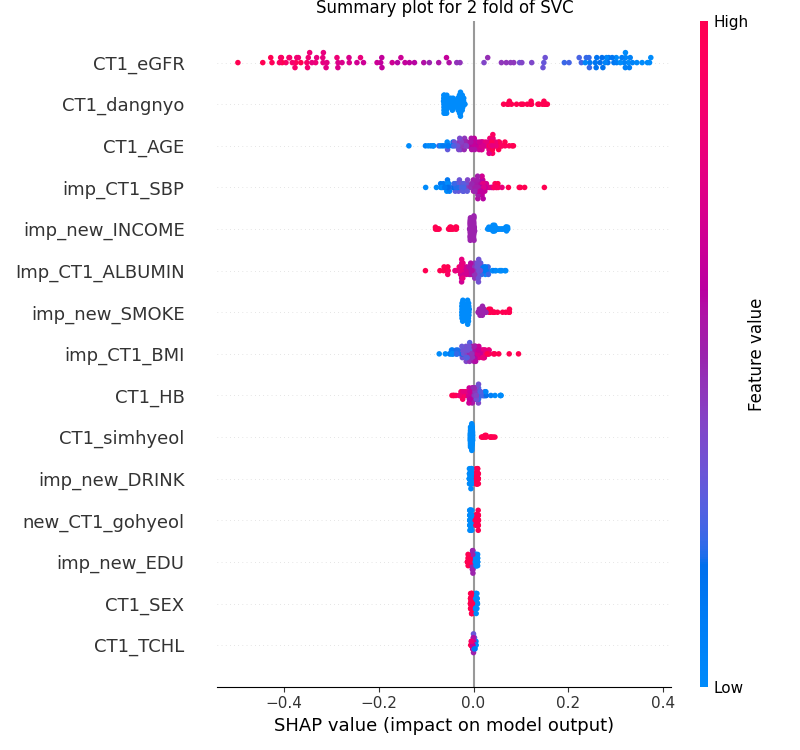 Summary plot for 2 fold of SVC
High
CT1_eGFR
CT1_dangnyo
CT1_AGE
imp_CT1_SBP
imp_new_INCOME
Imp_CT1_ALBUMIN
imp_new_SMOKE
imp_CT1_BMI
CT1_HB
CT1_simhyeol
imp_new_DRINK
new_CT1_gohyeol
imp_new_EDU
CT1_SEX
CT1_TCHL
Feature value
Low
−0.4 −0.2 0.0 0.2 0.4
SHAP value (impact on model output)